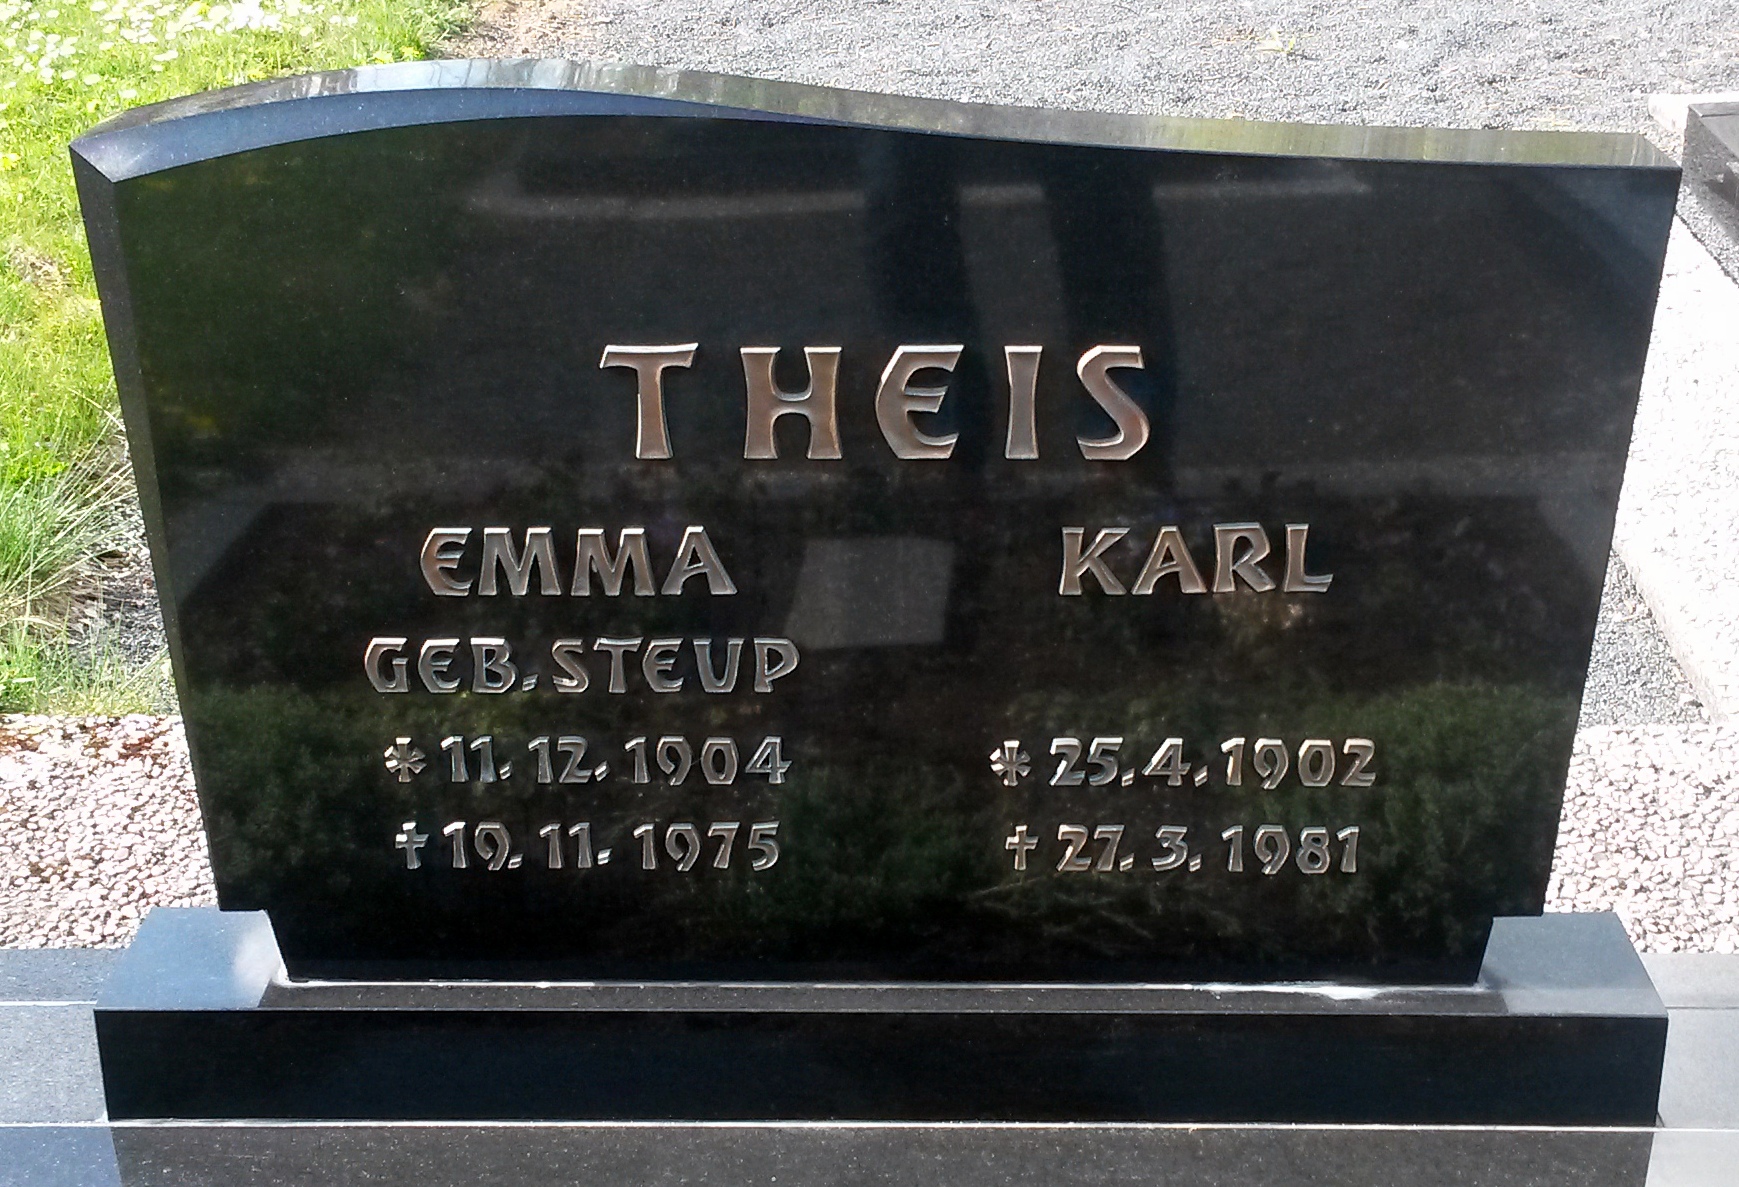 THEIS
EMMA
GEB. STEUP
* 11. 12. 1904
† 19. 11. 1975
KARL
* 25. 4. 1902
† 27. 3. 1981